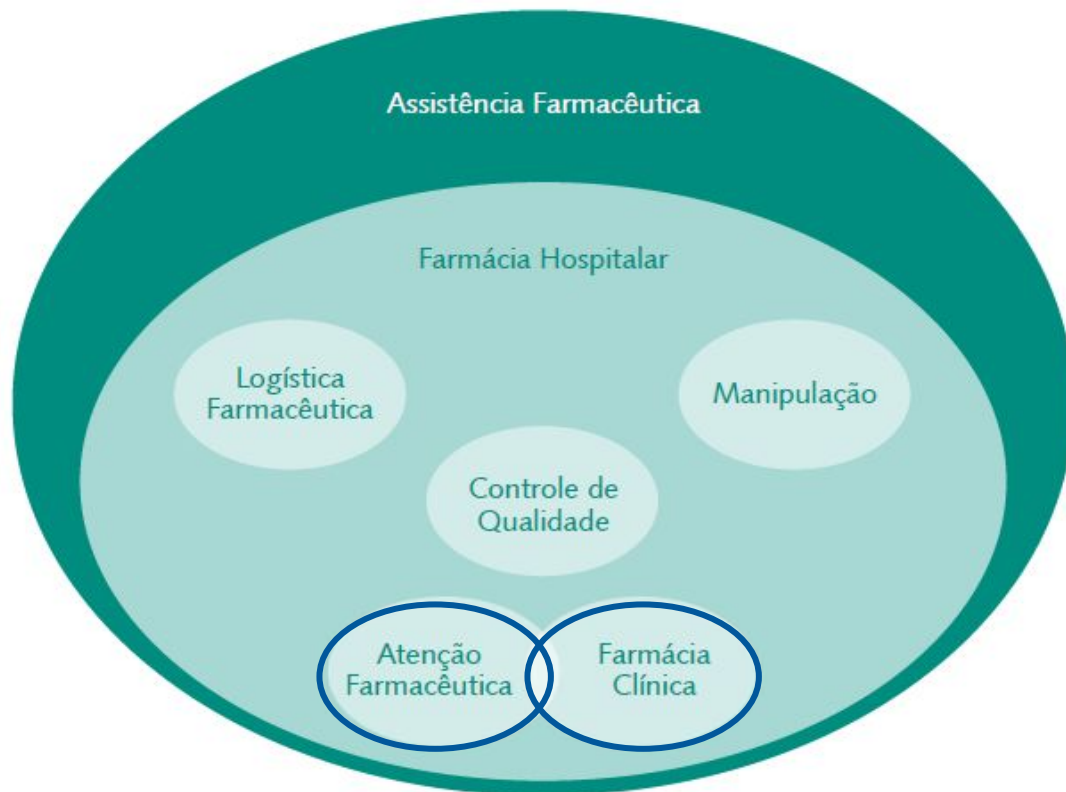 Assistência Farmacêutica
Farmácia Hospitalar
Logística
Farmacêutica
Manipulação
Controle de
Qualidade
Atenção
Farmacêutica
Farmácia
Clínica